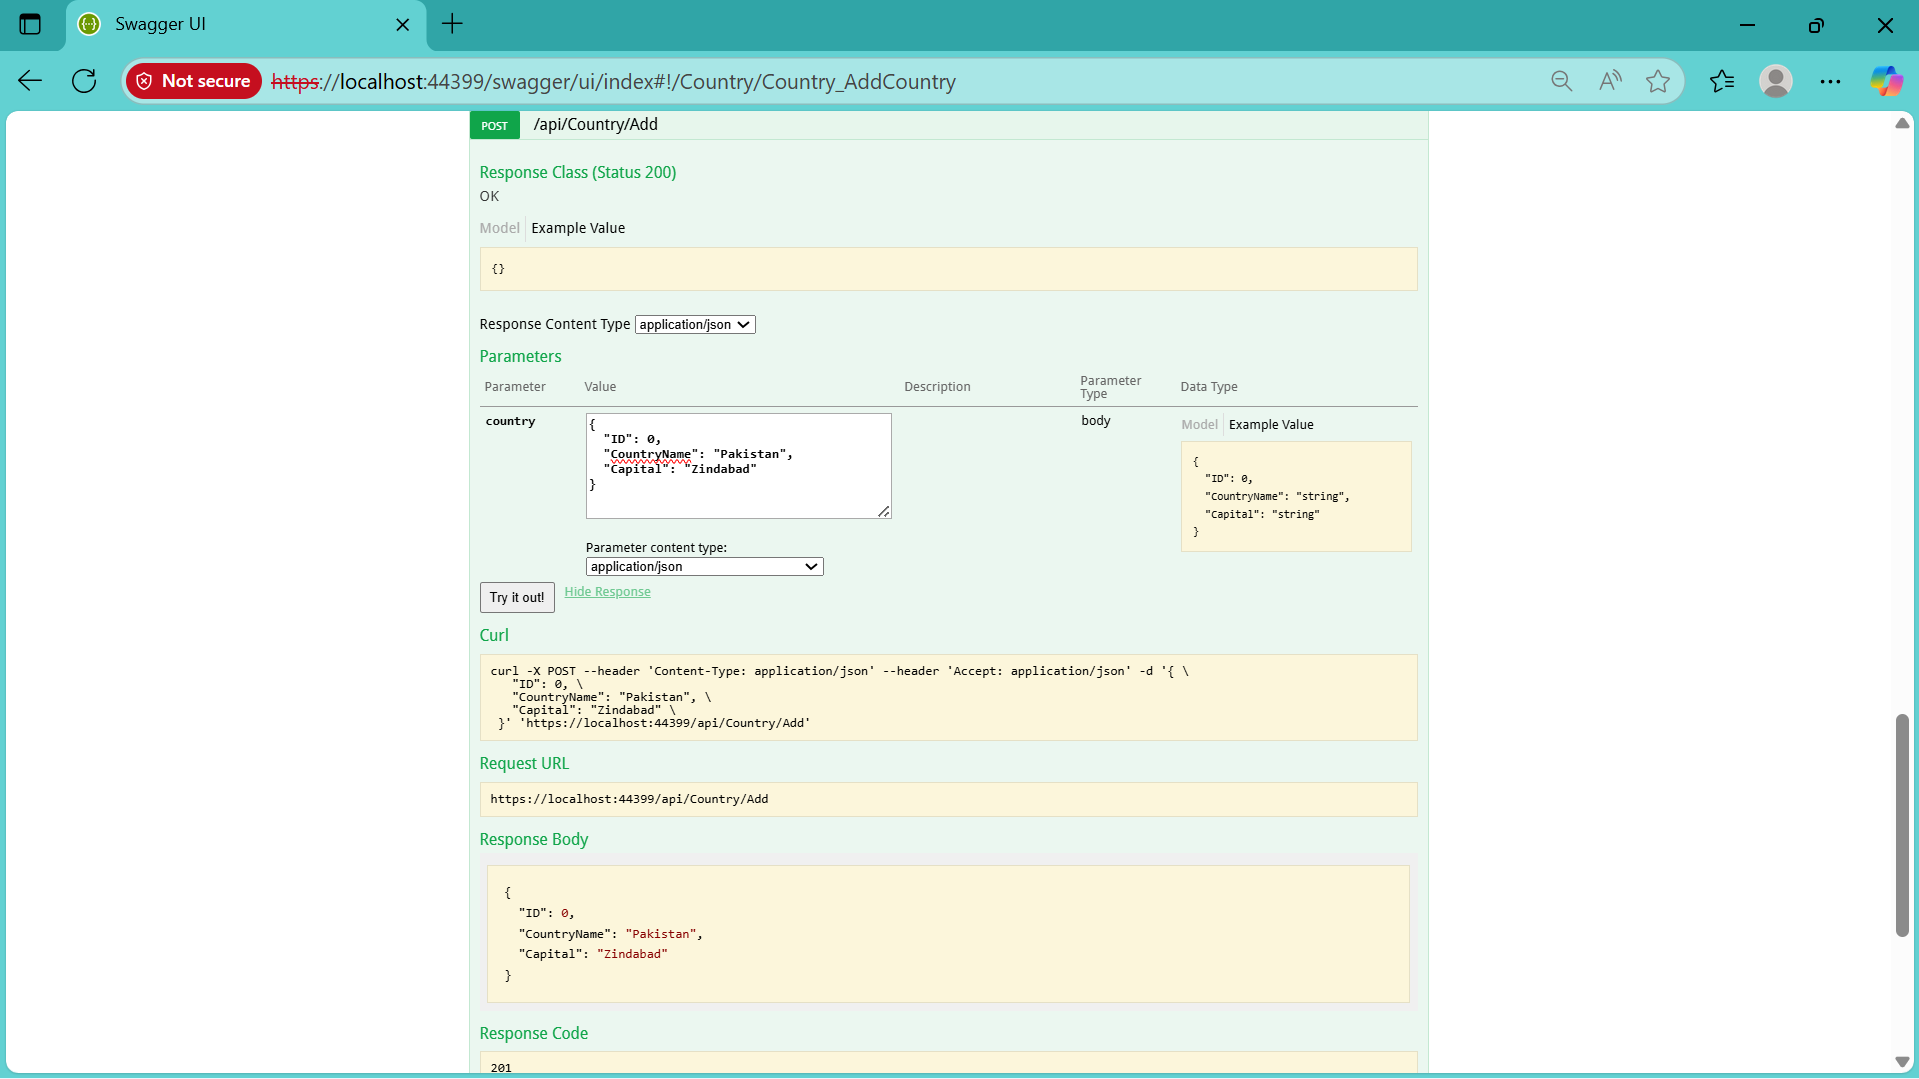 Swagger UI
Not secure https://localhost:44399/swagger/ui/index#!/Country/Country_AddCountry
POST /api/Country/Add
Response Class (Status 200)
OK
Model Example Value
{}
Response Content Type application/json
Parameters
Parameter Value Description Parameter Type Data Type
country
{
"ID": 0,
"CountryName": "Pakistan",
"Capital": "Zindabad"
}
Parameter content type:
application/json
body
Model Example Value
{
"ID": 0,
"CountryName": "string",
"Capital": "string"
}
Try it out! Hide Response
Curl
curl -X POST --header 'Content-Type: application/json' --header 'Accept: application/json' -d '{ \
"ID": 0, \
"CountryName": "Pakistan", \
"Capital": "Zindabad" \
}' 'https://localhost:44399/api/Country/Add'
Request URL
https://localhost:44399/api/Country/Add
Response Body
{
"ID": 0,
"CountryName": "Pakistan",
"Capital": "Zindabad"
}
Response Code
201